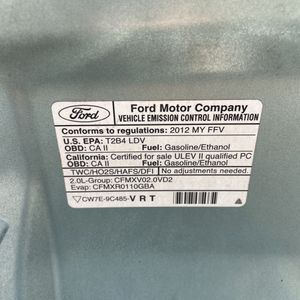 Ford
Ford Motor Company
VEHICLE EMISSION CONTROL INFORMATION
Conforms to regulations: 2012 MY FFV
U.S. EPA: T2B4 LDV
OBD: CA II Fuel: Gasoline/Ethanol
California: Certified for sale ULEV II qualified PC
OBD: CA II Fuel: Gasoline/Ethanol
TWC/HO2S/HAFS/DFI No adjustments needed.
2.0L-Group: CFMXV02.0VD2
Evap: CFMXR0110GBA
CW7E-9C485-V R T